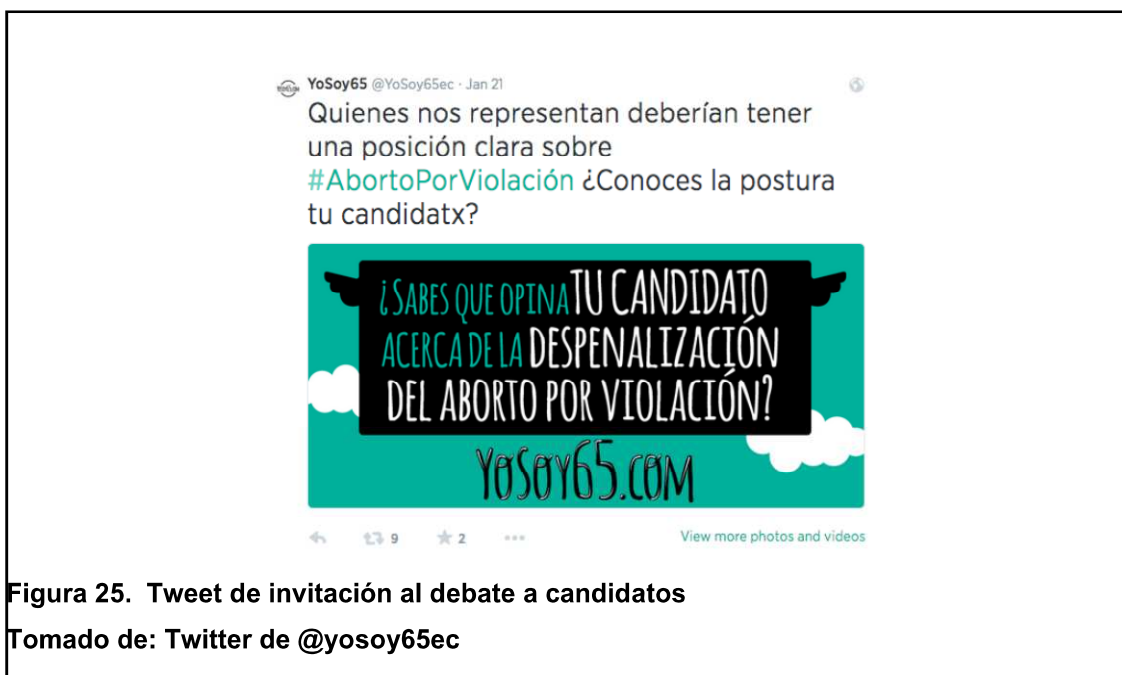 YoSoy65 @YoSoy65ec · Jan 21
Quienes nos representan deberían tener
una posición clara sobre
#AbortoPorViolación ¿Conoces la postura
tu candidatx?
¿SABES QUE OPINA TU CANDIDATO
ACERCA DE LA DESPENALIZACIÓN
DEL ABORTO POR VIOLACIÓN?
YOSOY65.COM
9 2
View more photos and videos
Figura 25. Tweet de invitación al debate a candidatos
Tomado de: Twitter de @yosoy65ec